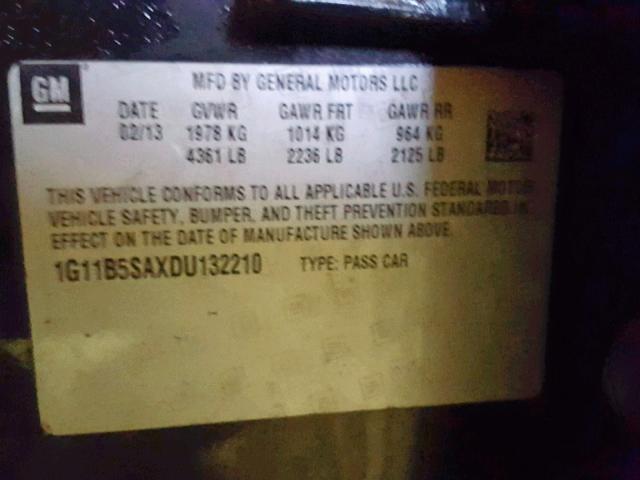 GM
MFD BY GENERAL MOTORS LLC
DATE GVWR GAWR FRT GAWR RR
02/13 1978 KG 1014 KG 964 KG
4361 LB 2236 LB 2125 LB
THIS VEHICLE CONFORMS TO ALL APPLICABLE U.S. FEDERAL MOTOR
VEHICLE SAFETY, BUMPER, AND THEFT PREVENTION STANDARDS IN
EFFECT ON THE DATE OF MANUFACTURE SHOWN ABOVE.
1G11B5SAXDU132210 TYPE: PASS CAR